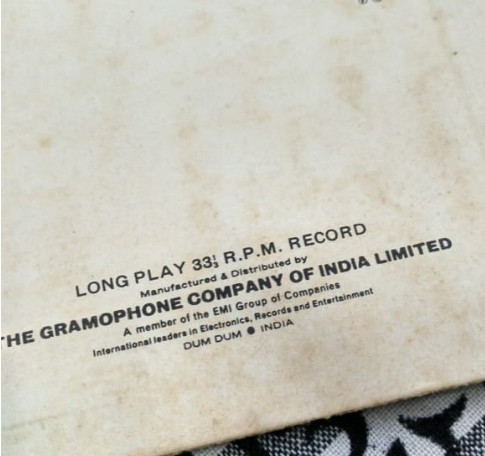 LONG PLAY 33⅓ R.P.M. RECORD
Manufactured & Distributed by
THE GRAMOPHONE COMPANY OF INDIA LIMITED
A member of the EMI Group of Companies
International leaders in Electronics, Records and Entertainment
DUM DUM ● INDIA